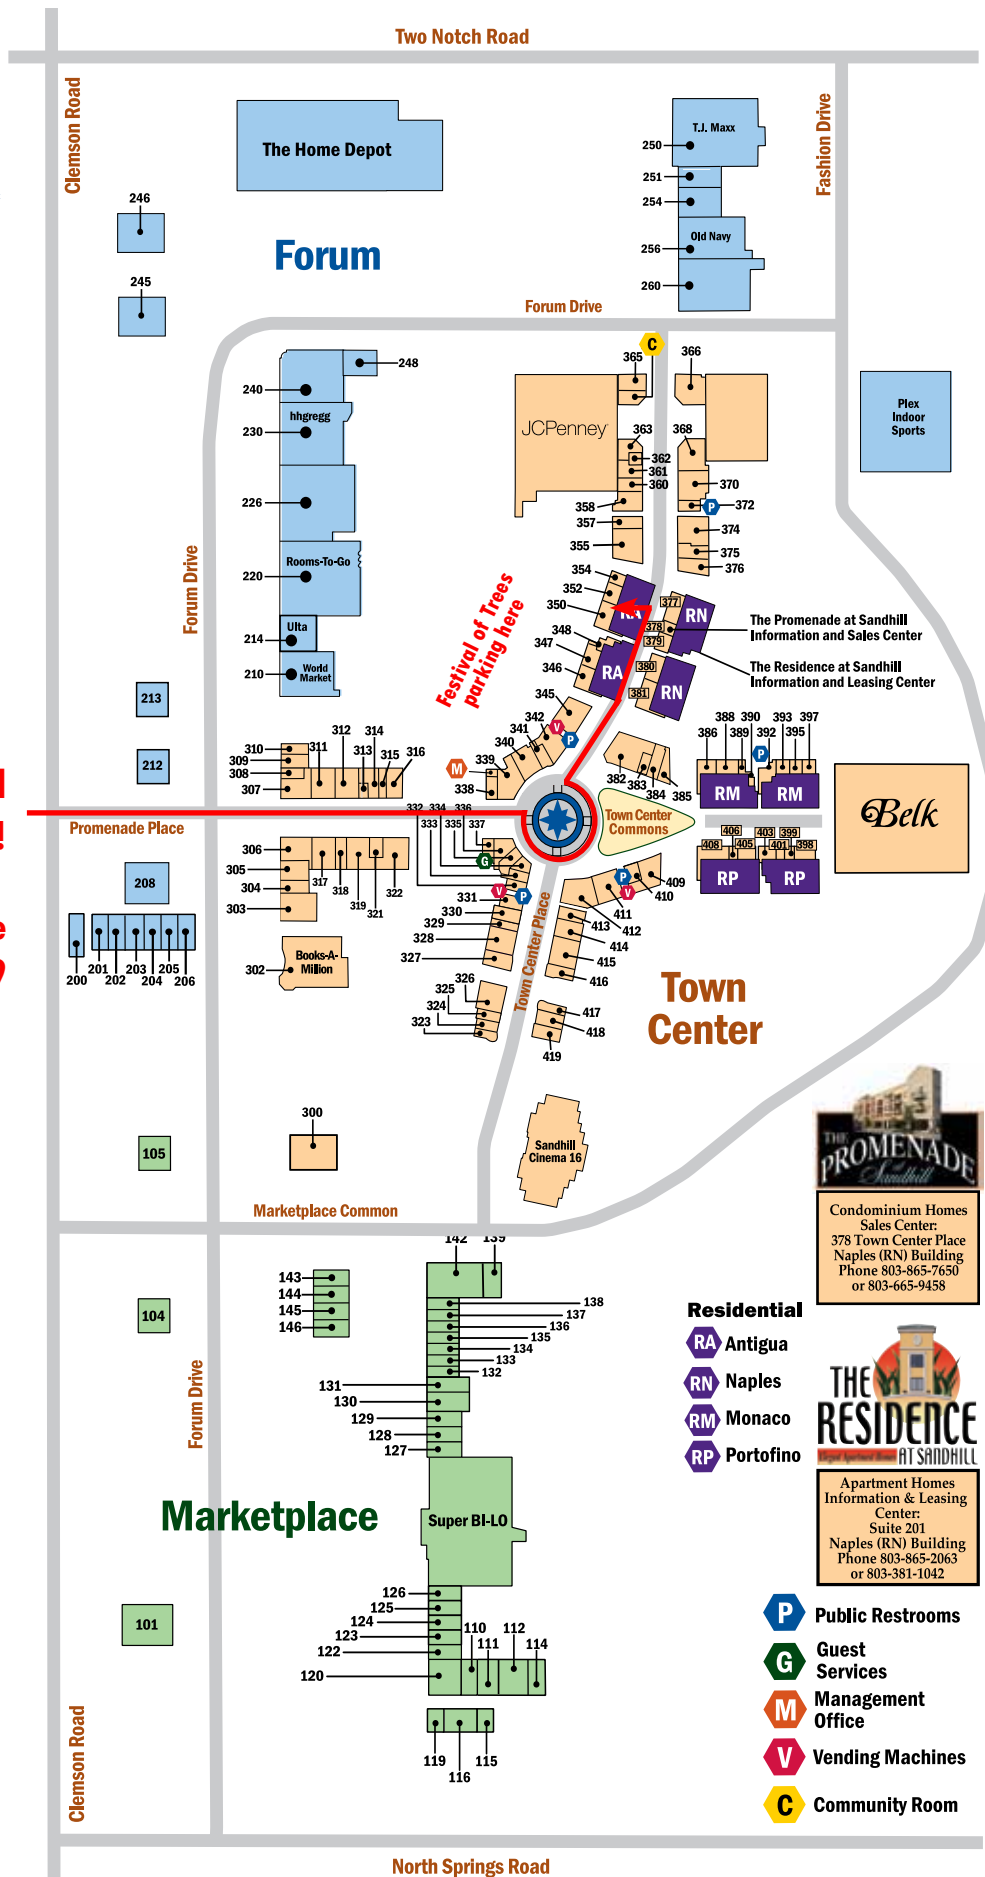 Two Notch Road
Clemson Road
Fashion Drive
The Home Depot
T.J. Maxx
250
251
254
Old Navy
256
260
246
245
Forum
Forum Drive
C
365
366
248
240
hhgregg
230
226
Rooms-To-Go
220
Ulta
214
World
Market
210
JCPenney
363
362
361
360
358
357
355
368
370
372
P
374
375
376
Plex
Indoor
Sports
Forum Drive
Festival of Trees
parking here
354
352
350
RA
377
RN
378
379
348
347
346
RA
380
381
RN
The Promenade at Sandhill
Information and Sales Center
The Residence at Sandhill
Information and Leasing Center
345
342
341
340
339
338
V
P
M
213
212
310
309
308
307
311
312
313
314
315
316
382
383
384
385
386
388
389
390
P
392
393
395
397
RM
RM
Belk
Promenade Place
Town Center
Commons
332
333
334
335
336
337
G
V
P
331
330
329
328
327
306
305
304
303
317
318
319
321
322
208
200
201
202
203
204
205
206
Books-A-
Million
302
408
406
405
403
401
399
398
RP
RP
409
410
411
412
P
V
413
414
415
416
Town Center Place
326
325
324
323
417
418
419
Town
Center
300
105
Sandhill
Cinema 16
THE
PROMENADE
at
Sandhill
Condominium Homes
Sales Center:
378 Town Center Place
Naples (RN) Building
Phone 803-865-7650
or 803-665-9458
Marketplace Common
142
139
143
144
145
146
104
138
137
136
135
134
133
132
131
130
129
128
127
Forum Drive
Residential
RA Antigua
RN Naples
RM Monaco
RP Portofino
THE
RESIDENCE
AT SANDHILL
Apartment Homes
Information & Leasing
Center:
Suite 201
Naples (RN) Building
Phone 803-865-2063
or 803-381-1042
Marketplace
Super BI-LO
126
125
124
123
122
120
110
111
112
114
101
119
116
115
Clemson Road
P Public Restrooms
G Guest
Services
M Management
Office
V Vending Machines
C Community Room
North Springs Road